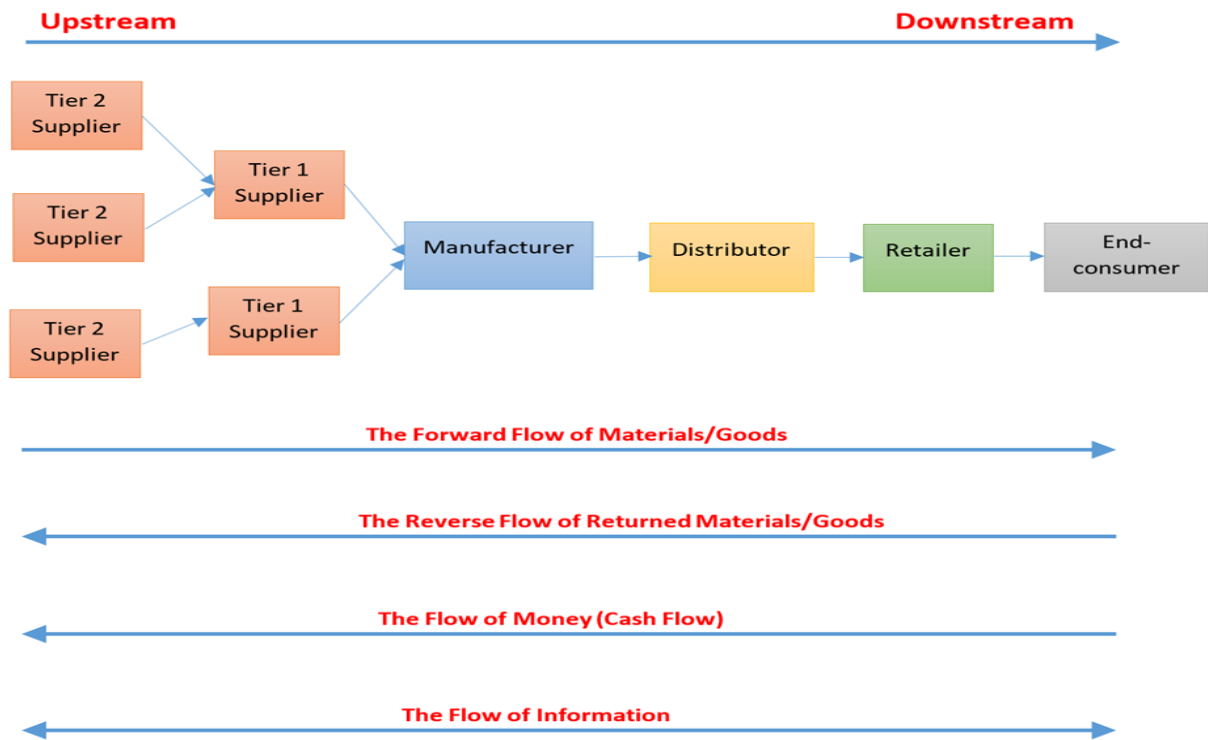 Upstream
Downstream
Tier 2
Supplier
Tier 2
Supplier
Tier 2
Supplier
Tier 1
Supplier
Tier 1
Supplier
Manufacturer
Distributor
Retailer
End-
consumer
The Forward Flow of Materials/Goods
The Reverse Flow of Returned Materials/Goods
The Flow of Money (Cash Flow)
The Flow of Information